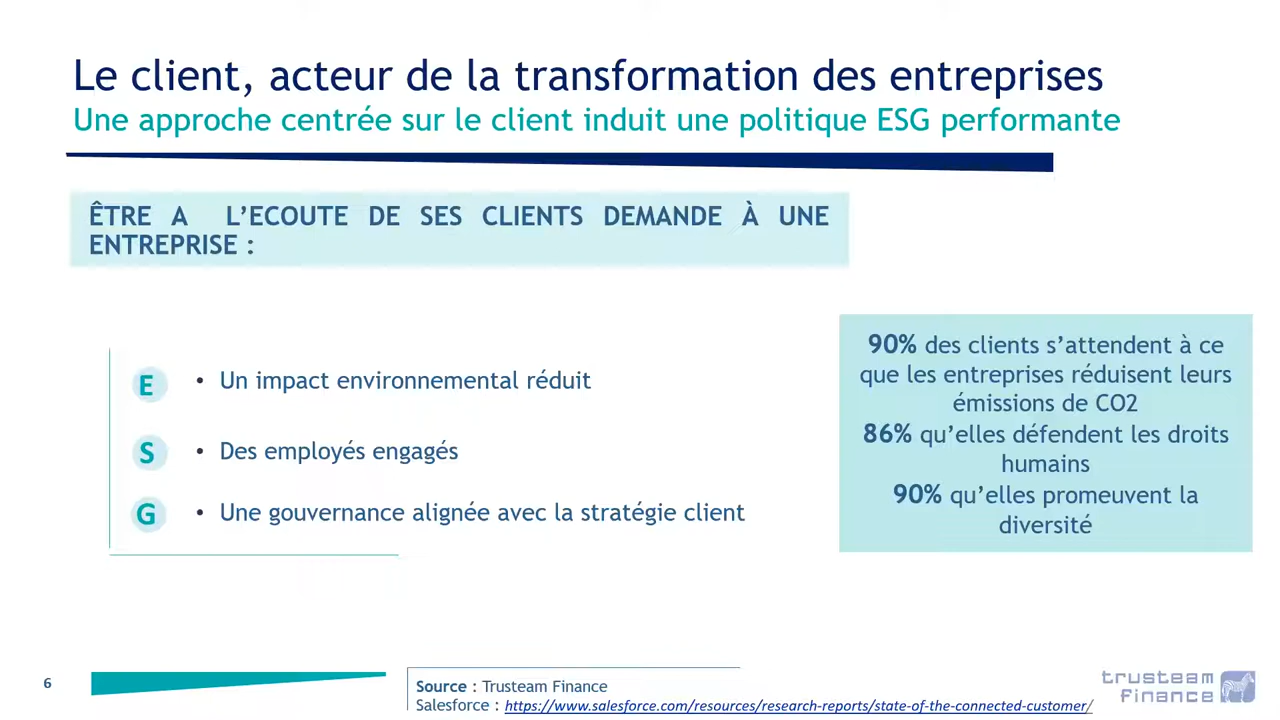 Le client, acteur de la transformation des entreprises
Une approche centrée sur le client induit une politique ESG performante
ÊTRE A L’ECOUTE DE SES CLIENTS DEMANDE À UNE
ENTREPRISE :
E • Un impact environnemental réduit
S • Des employés engagés
G • Une gouvernance alignée avec la stratégie client
90% des clients s’attendent à ce
que les entreprises réduisent leurs
émissions de CO2
86% qu’elles défendent les droits
humains
90% qu’elles promeuvent la
diversité
6
Source : Trusteam Finance
Salesforce : https://www.salesforce.com/resources/research-reports/state-of-the-connected-customer/
trusteam
finance